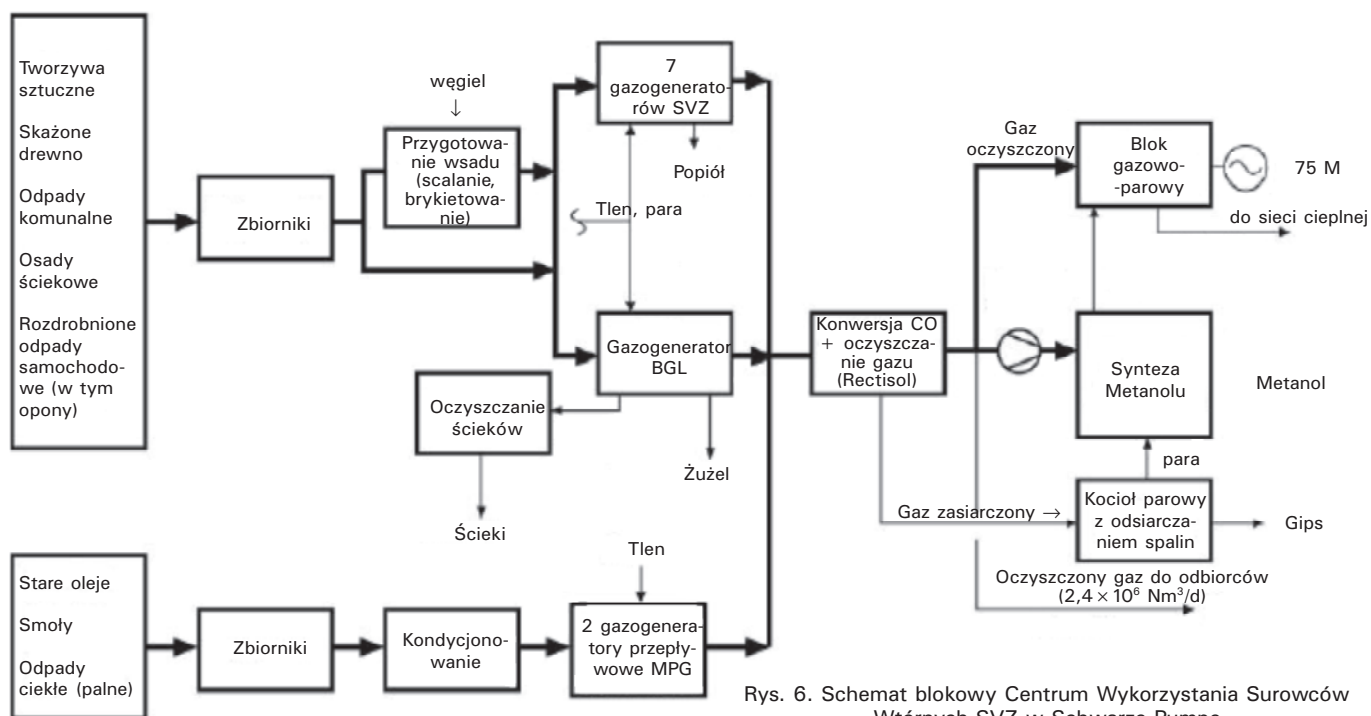 Tworzywa
sztuczne
Skażone
drewno
Odpady
komunalne
Osady
ściekowe
Rozdrobnione
odpady
samochodo-
we (w tym
opony)
Zbiorniki
węgiel
↓
Przygotowa-
nie wsadu
(scalanie,
brykietowa-
nie)
7
gazogenerato-
rów SVZ
Popiół
Tlen, para
Gazogenerator
BGL
Oczyszczanie
ścieków
Ścieki
Żużel
Konwersja CO
+ oczyszcza-
nie gazu
(Rectisol)
Gaz
oczyszczony
Blok
gazowo-
-parowy
75 M
do sieci cieplnej
Synteza
Metanolu
Metanol
para
Gaz zasiarczony →
Kocioł parowy
z odsiarcza-
niem spalin
Gips
Oczyszczony gaz do odbiorców
(2,4 × 10⁶ Nm³/d)
Stare oleje
Smoły
Odpady
ciekłe (palne)
Zbiorniki
Kondycjono-
wanie
Tlen
2 gazogenera-
tory przepły-
wowe MPG
Rys. 6. Schemat blokowy Centrum Wykorzystania Surowców
Wtórnych SVZ w Schwarze Pumpe